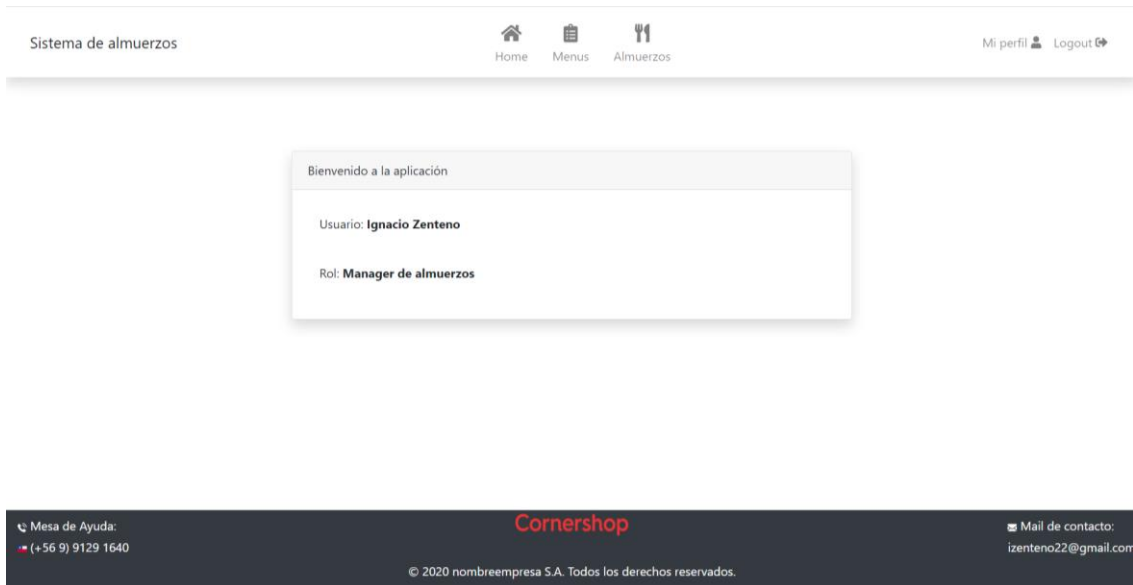 Sistema de almuerzos
Home
Menus
Almuerzos
Mi perfil
Logout
Bienvenido a la aplicación
Usuario: Ignacio Zenteno
Rol: Manager de almuerzos
Mesa de Ayuda:
(+56 9) 9129 1640
Cornershop
© 2020 nombreempresa S.A. Todos los derechos reservados.
Mail de contacto:
izenteno22@gmail.com